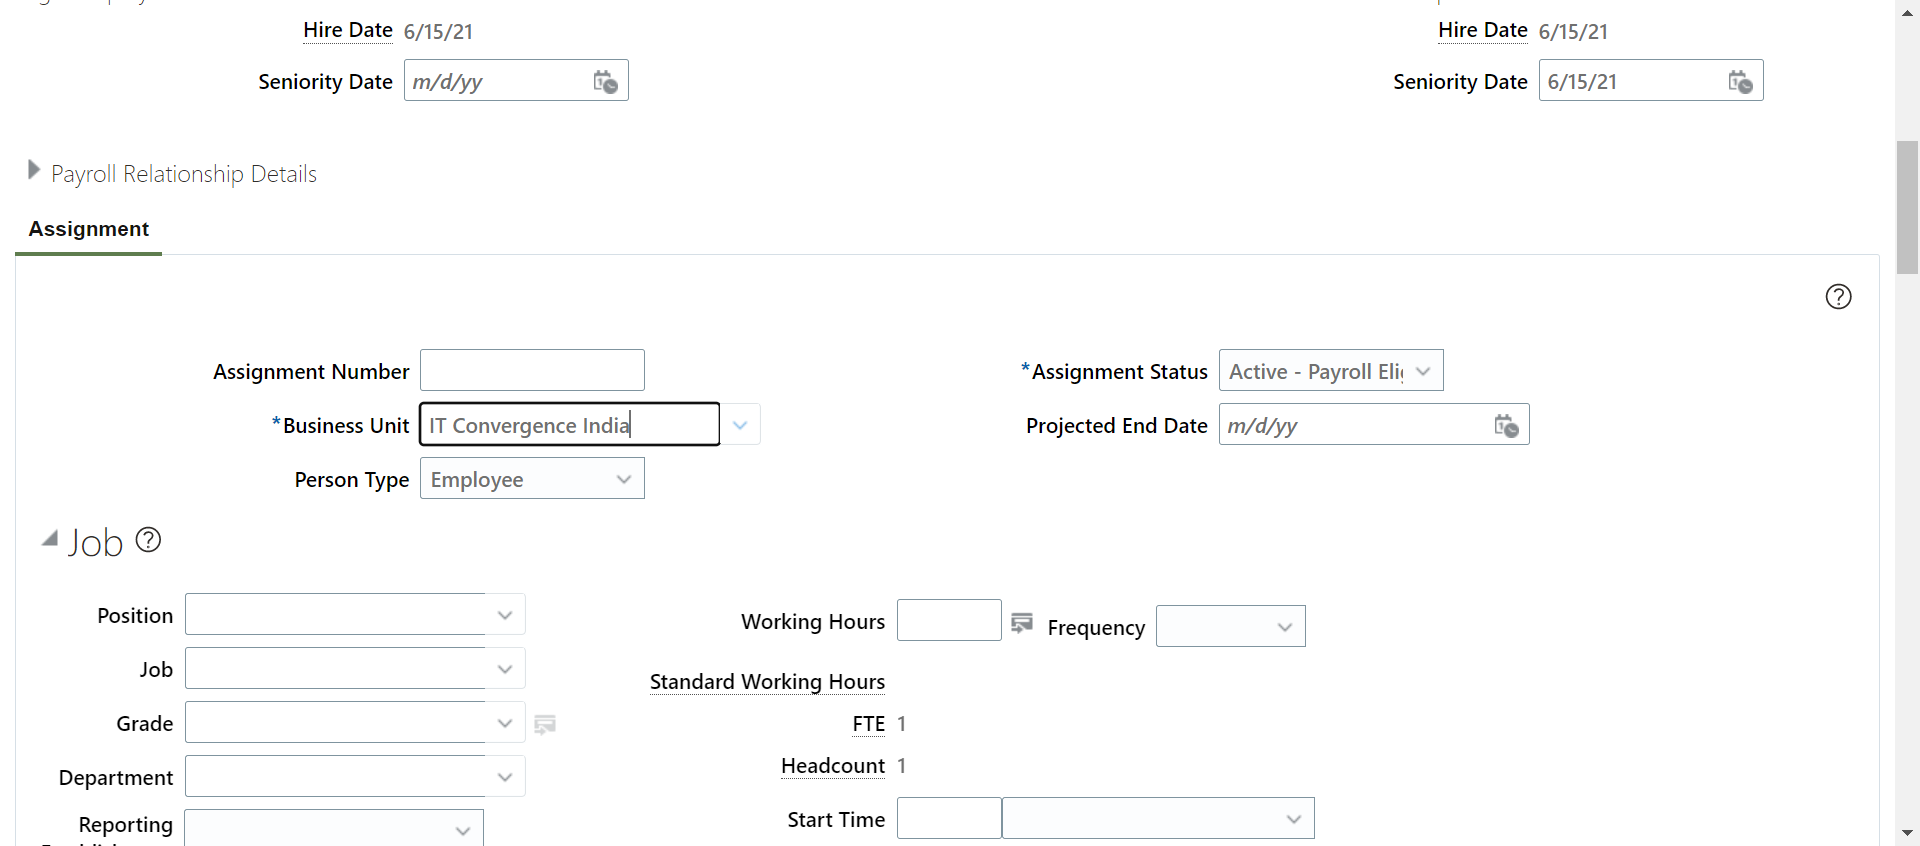 Hire Date 6/15/21 Hire Date 6/15/21
Seniority Date m/d/yy Seniority Date 6/15/21
Payroll Relationship Details
Assignment
Assignment Number *Assignment Status Active - Payroll Elig
*Business Unit IT Convergence India Projected End Date m/d/yy
Person Type Employee
Job
Position Working Hours Frequency
Job Standard Working Hours
Grade FTE 1
Department Headcount 1
Reporting Start Time